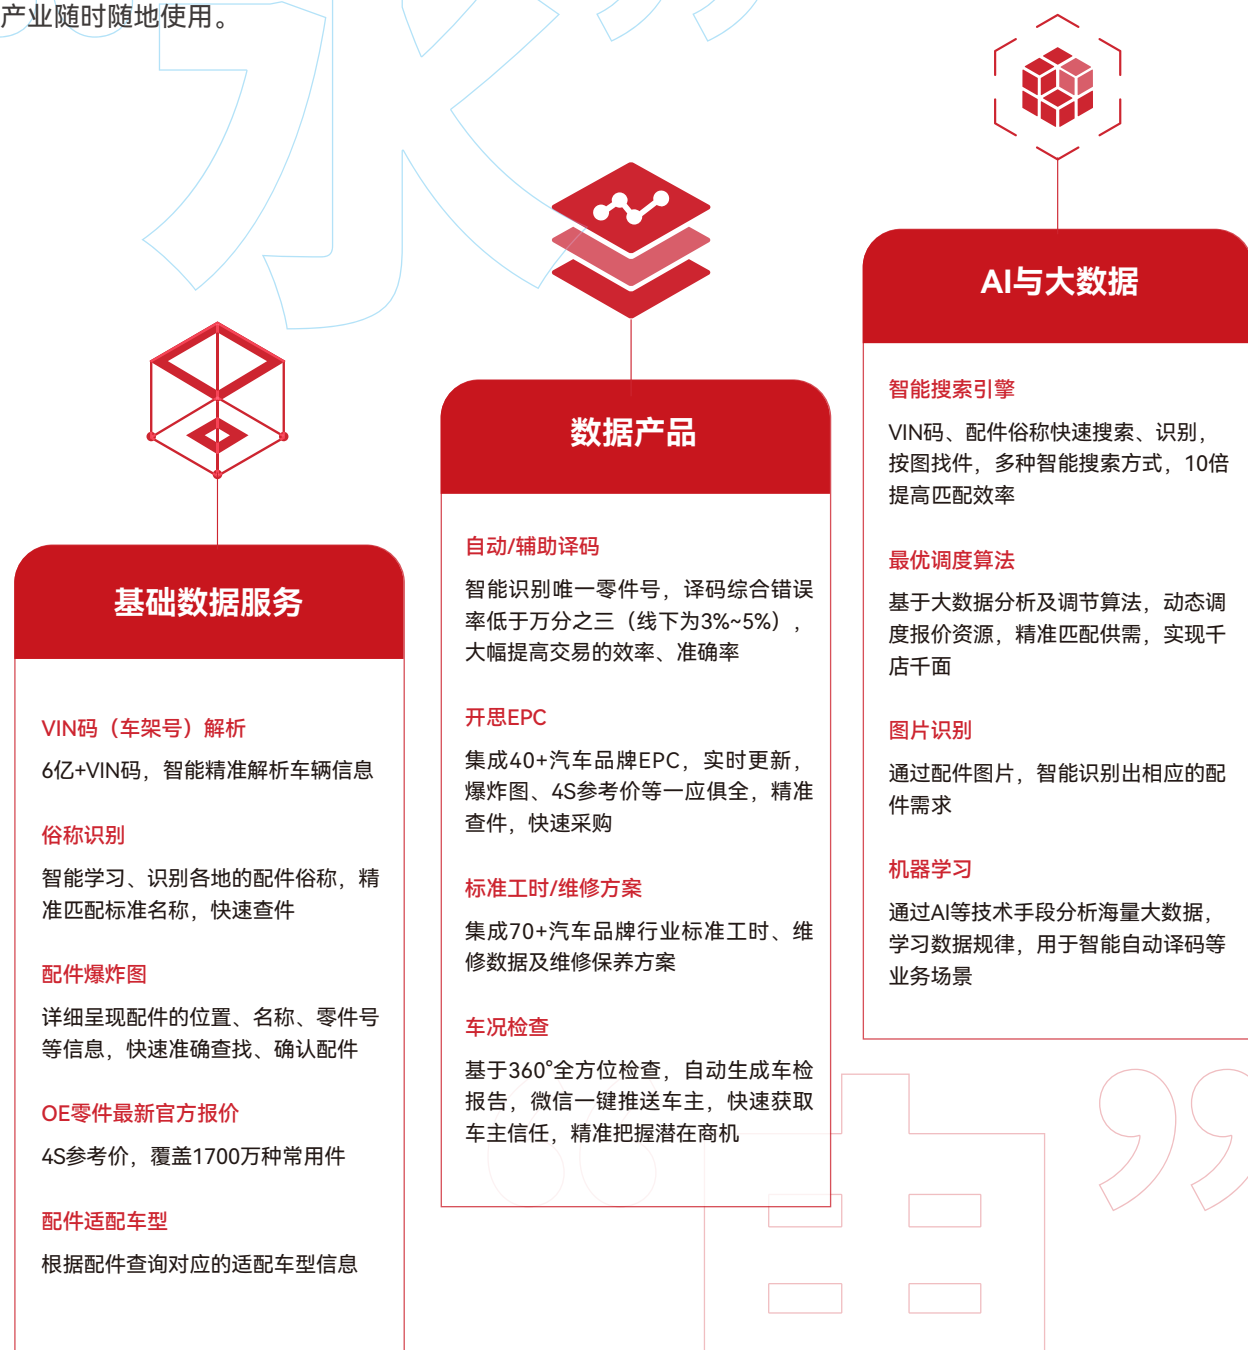 产业随时随地使用。
基础数据服务
VIN码（车架号）解析
6亿+VIN码，智能精准解析车辆信息
俗称识别
智能学习、识别各地的配件俗称，精
准匹配标准名称，快速查件
配件爆炸图
详细呈现配件的位置、名称、零件号
等信息，快速准确查找、确认配件
OE零件最新官方报价
4S参考价，覆盖1700万种常用件
配件适配车型
根据配件查询对应的适配车型信息
数据产品
自动/辅助译码
智能识别唯一零件号，译码综合错误
率低于万分之三（线下为3%~5%），
大幅提高交易的效率、准确率
开思EPC
集成40+汽车品牌EPC，实时更新，
爆炸图、4S参考价等一应俱全，精准
查件，快速采购
标准工时/维修方案
集成70+汽车品牌行业标准工时、维
修数据及维修保养方案
车况检查
基于360°全方位检查，自动生成车检
报告，微信一键推送车主，快速获取
车主信任，精准把握潜在商机
AI与大数据
智能搜索引擎
VIN码、配件俗称快速搜索、识别，
按图找件，多种智能搜索方式，10倍
提高匹配效率
最优调度算法
基于大数据分析及调节算法，动态调
度报价资源，精准匹配供需，实现千
店千面
图片识别
通过配件图片，智能识别出相应的配
件需求
机器学习
通过AI等技术手段分析海量大数据，
学习数据规律，用于智能自动译码等
业务场景